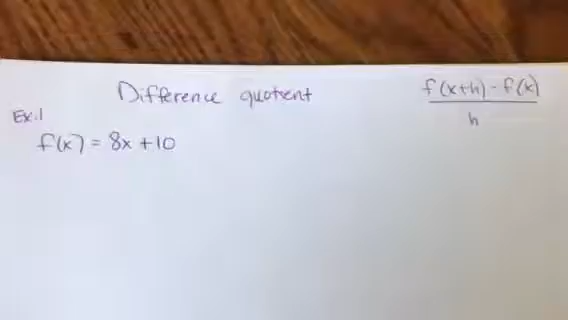 Difference quotient
f(x+h) - f(x)
h
Ex.1
f(x) = 8x + 10